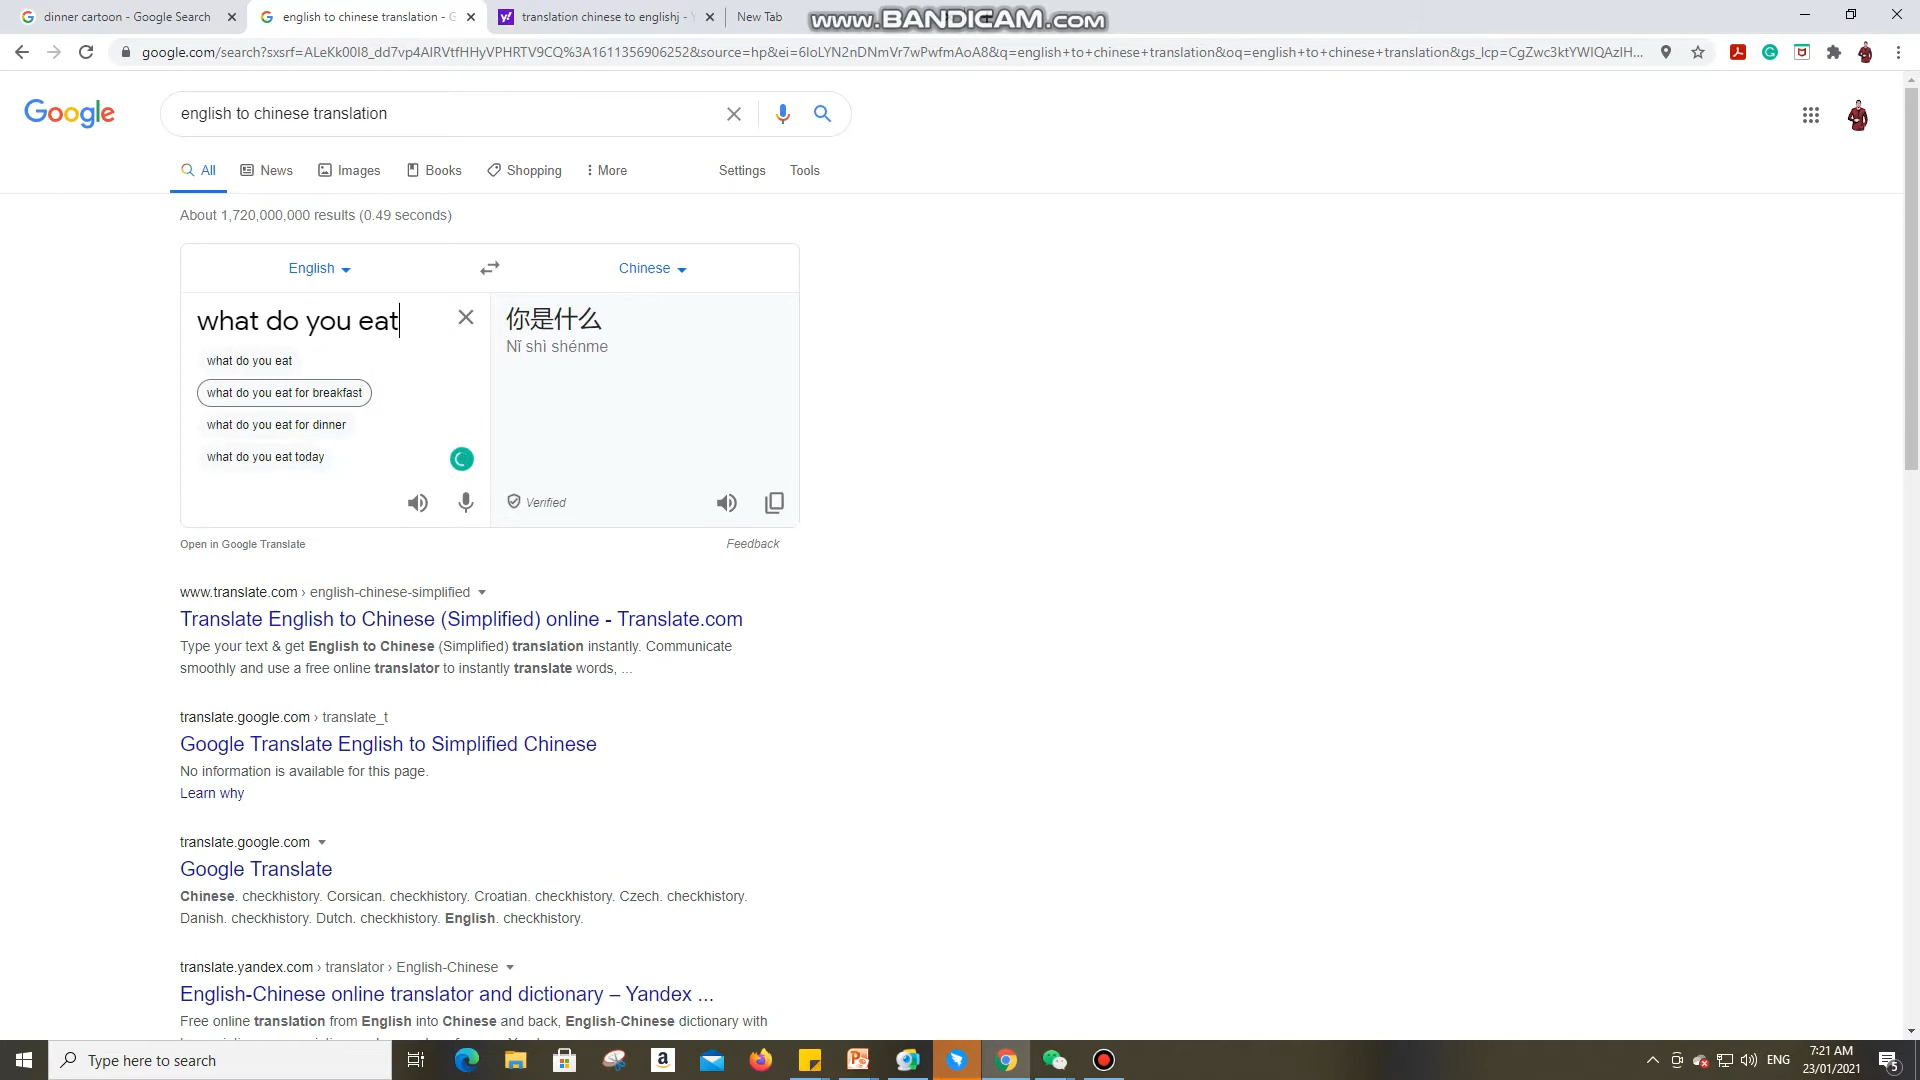 dinner cartoon - Google Search
english to chinese translation - G
translation chinese to englishj - Y
New Tab
www.BANDICAM.com
google.com/search?sxsrf=ALeKk00I8_dd7vp4AlRVtfHHyVPHRTV9CQ%3A1611356906252&source=hp&ei=6IoLYN2nDNmVr7wPwfmAoA8&q=english+to+chinese+translation&oq=english+to+chinese+translation&gs_lcp=CgZwc3ktYWIQAzIH...
Google
english to chinese translation
All
News
Images
Books
Shopping
More
Settings
Tools
About 1,720,000,000 results (0.49 seconds)
English
Chinese
what do you eat
你是什么
Nǐ shì shénme
what do you eat
what do you eat for breakfast
what do you eat for dinner
what do you eat today
Verified
Open in Google Translate
Feedback
www.translate.com › english-chinese-simplified
Translate English to Chinese (Simplified) online - Translate.com
Type your text & get English to Chinese (Simplified) translation instantly. Communicate
smoothly and use a free online translator to instantly translate words, ...
translate.google.com › translate_t
Google Translate English to Simplified Chinese
No information is available for this page.
Learn why
translate.google.com
Google Translate
Chinese. checkhistory. Corsican. checkhistory. Croatian. checkhistory. Czech. checkhistory.
Danish. checkhistory. Dutch. checkhistory. English. checkhistory.
translate.yandex.com › translator › English-Chinese
English-Chinese online translator and dictionary – Yandex ...
Free online translation from English into Chinese and back, English-Chinese dictionary with
Type here to search
ENG
7:21 AM
23/01/2021
5